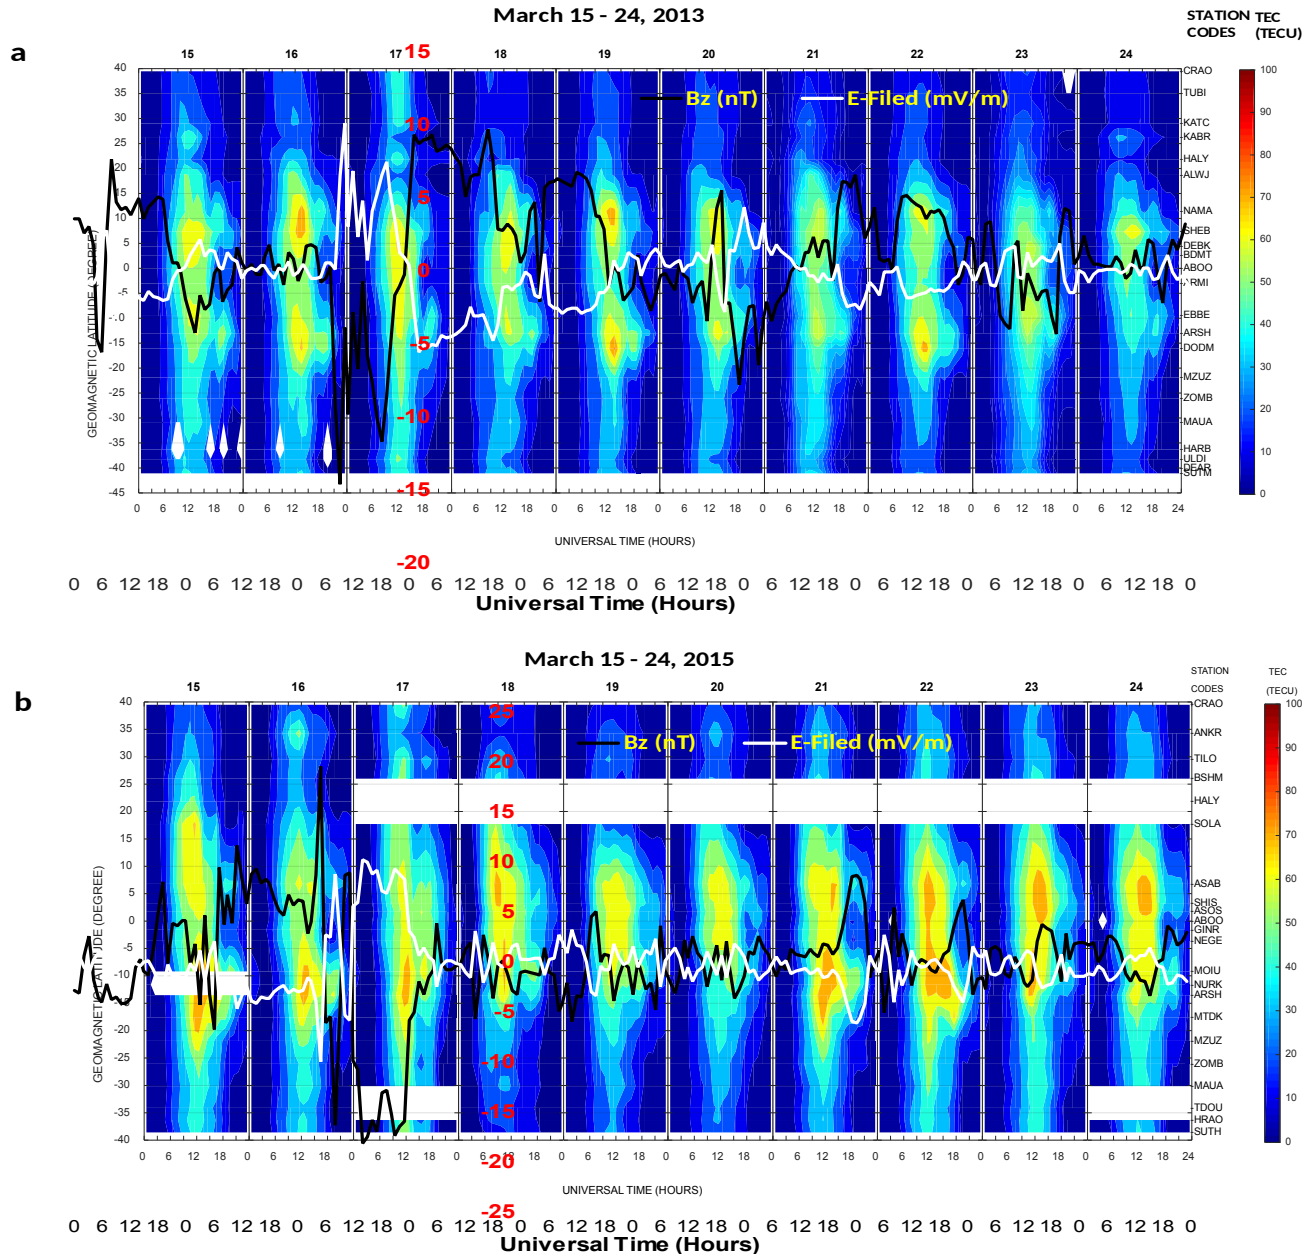 March 15 - 24, 2013
STATION TEC
CODES (TECU)
a
15 16 17 18 19 20 21 22 23 24
15
10
5
0
-5
-10
-15
-20
Bz (nT) E-Filed (mV/m)
GEOMAGNETIC LATITUDE (DEGREE)
40
35
30
25
20
15
10
5
0
-5
-10
-15
-20
-25
-30
-35
-40
-45
CRAO
TUBI
KATC
KABR
HALY
ALWJ
NAMA
SHEB
DEBK
BDMT
ABOO
ARMI
EBBE
ARSH
DODM
MZUZ
ZOMB
MAUA
HARB
ULDI
DEAR
SUTM
100
90
80
70
60
50
40
30
20
10
0
0 6 12 18 0 6 12 18 0 6 12 18 0 6 12 18 0 6 12 18 0 6 12 18 0 6 12 18 0 6 12 18 0 6 12 18 0 6 12 18 24
UNIVERSAL TIME (HOURS)
0 6 12 18 0 6 12 18 0 6 12 18 0 6 12 18 0 6 12 18 0 6 12 18 0 6 12 18 0 6 12 18 0 6 12 18 0 6 12 18 0
Universal Time (Hours)
March 15 - 24, 2015
STATION TEC
CODES (TECU)
b
15 16 17 18 19 20 21 22 23 24
25
20
15
10
5
0
-5
-10
-15
-20
-25
Bz (nT) E-Filed (mV/m)
GEOMAGNETIC LATITUDE (DEGREE)
40
35
30
25
20
15
10
5
0
-5
-10
-15
-20
-25
-30
-35
-40
CRAO
ANKR
TILO
BSHM
HALY
SOLA
ASAB
SHIS
ASOS
ABOO
GINR
NEGE
MOIU
NURK
ARSH
MTDK
MZUZ
ZOMB
MAUA
TDOU
HRAO
SUTH
100
90
80
70
60
50
40
30
20
10
0
0 6 12 18 0 6 12 18 0 6 12 18 0 6 12 18 0 6 12 18 0 6 12 18 0 6 12 18 0 6 12 18 0 6 12 18 0 6 12 18 24
UNIVERSAL TIME (HOURS)
0 6 12 18 0 6 12 18 0 6 12 18 0 6 12 18 0 6 12 18 0 6 12 18 0 6 12 18 0 6 12 18 0 6 12 18 0 6 12 18 0
Universal Time (Hours)